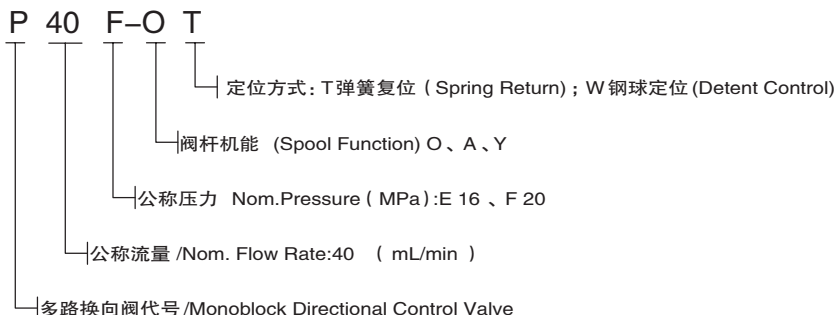 P 40 F–O T
定位方式：T弹簧复位（Spring Return)；W钢球定位(Detent Control)
阀杆机能 (Spool Function) O、A、Y
公称压力 Nom.Pressure（MPa）:E 16 、F 20
公称流量 /Nom. Flow Rate:40 （ mL/min ）
多路换向阀代号/Monoblock Directional Control Valve